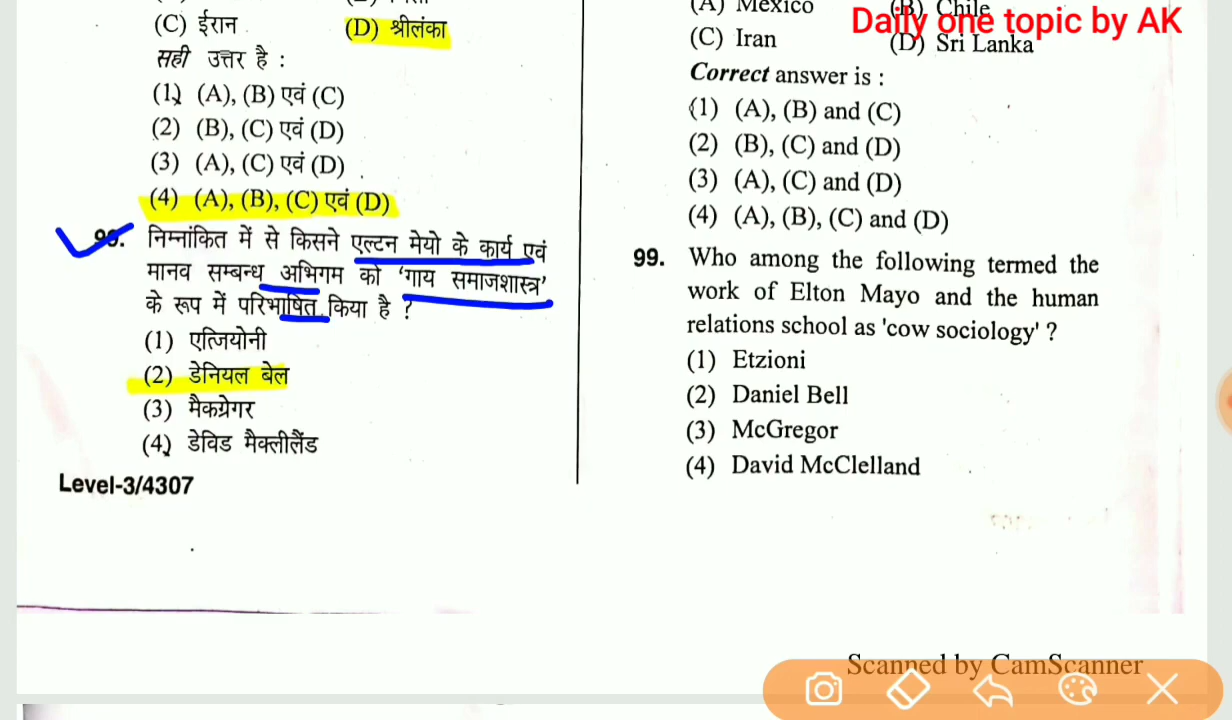 (C) ईरान
(D) श्रीलंका
सही उत्तर है :
(1) (A), (B) एवं (C)
(2) (B), (C) एवं (D)
(3) (A), (C) एवं (D)
(4) (A), (B), (C) एवं (D)
99. निम्नांकित में से किसने एल्टन मेयो के कार्य एवं
मानव सम्बन्ध अभिगम को 'गाय समाजशास्त्र'
के रूप में परिभाषित किया है ?
(1) एत्जियोनी
(2) डेनियल बेल
(3) मैकग्रेगर
(4) डेविड मैक्लीलैंड
Level-3/4307
(A) Mexico
(B) Chile
Daily one topic by AK
(C) Iran
(D) Sri Lanka
Correct answer is :
(1) (A), (B) and (C)
(2) (B), (C) and (D)
(3) (A), (C) and (D)
(4) (A), (B), (C) and (D)
99. Who among the following termed the
work of Elton Mayo and the human
relations school as 'cow sociology' ?
(1) Etzioni
(2) Daniel Bell
(3) McGregor
(4) David McClelland
Scanned by CamScanner